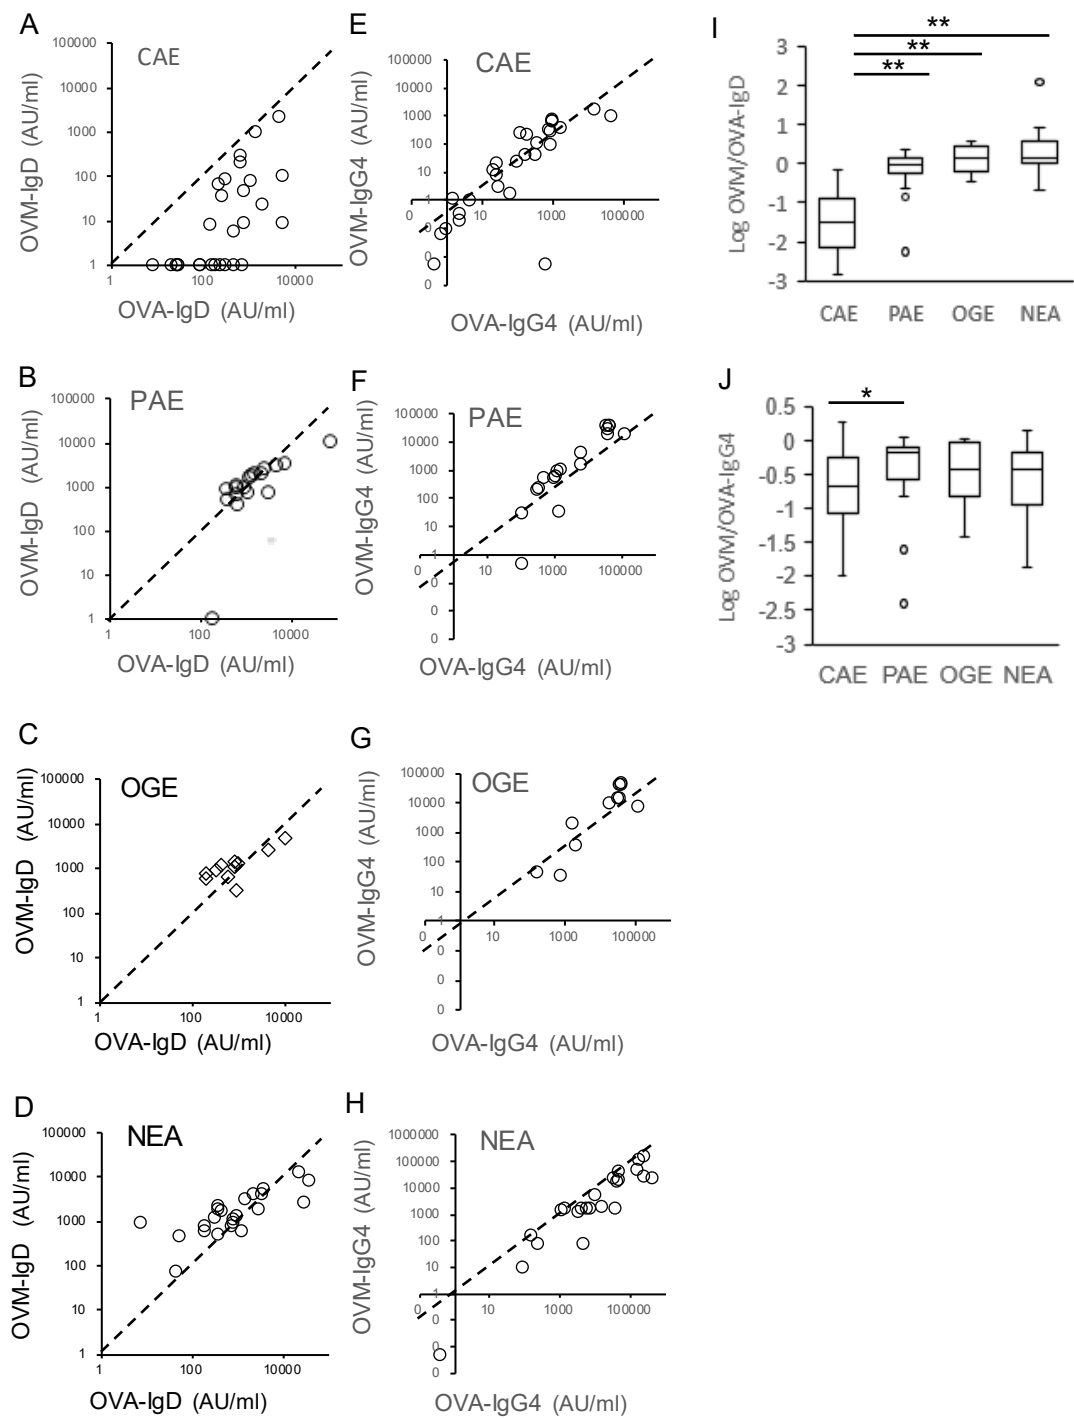 A
CAE
OVM-IgD (AU/ml)
100000
10000
1000
100
10
1
1
100
10000
OVA-IgD (AU/ml)
E
CAE
OVM-IgG4 (AU/ml)
100000
10000
1000
100
10
1
0
0
0
0
10
1000
100000
OVA-IgG4 (AU/ml)
I
**
**
**
Log OVM/OVA-IgD
3
2
1
0
-1
-2
-3
CAE PAE OGE NEA
B
PAE
OVM-IgD (AU/ml)
100000
10000
1000
100
10
1
1
100
10000
OVA-IgD (AU/ml)
F
PAE
OVM-IgG4 (AU/ml)
100000
10000
1000
100
10
1
0
0
0
0
10
1000
100000
OVA-IgG4 (AU/ml)
J
*
Log OVM/OVA-IgG4
0.5
0
-0.5
-1
-1.5
-2
-2.5
-3
CAE PAE OGE NEA
C
OGE
OVM-IgD (AU/ml)
100000
10000
1000
100
10
1
1
100
10000
OVA-IgD (AU/ml)
G
OGE
OVM-IgG4 (AU/ml)
100000
10000
1000
100
10
1
0
0
0
0
10
1000
100000
OVA-IgG4 (AU/ml)
D
NEA
OVM-IgD (AU/ml)
100000
10000
1000
100
10
1
1
100
10000
OVA-IgD (AU/ml)
H
NEA
OVM-IgG4 (AU/ml)
1000000
100000
10000
1000
100
10
1
0
0
0
0
10
1000
100000
OVA-IgG4 (AU/ml)